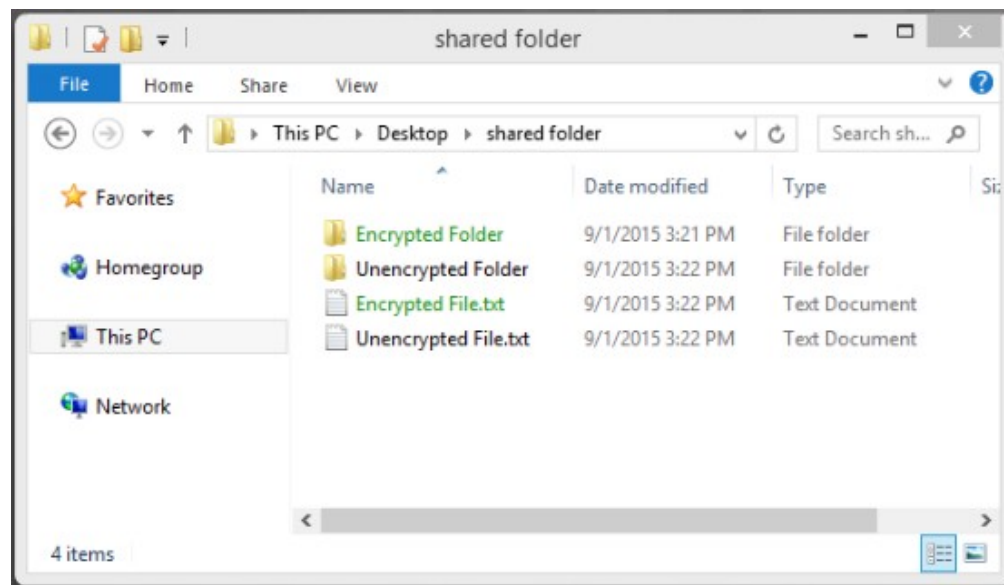 shared folder
File Home Share View
This PC Desktop shared folder Search sh...
Name Date modified Type Siz
Favorites
Encrypted Folder 9/1/2015 3:21 PM File folder
Homegroup Unencrypted Folder 9/1/2015 3:22 PM File folder
Encrypted File.txt 9/1/2015 3:22 PM Text Document
This PC Unencrypted File.txt 9/1/2015 3:22 PM Text Document
Network
4 items